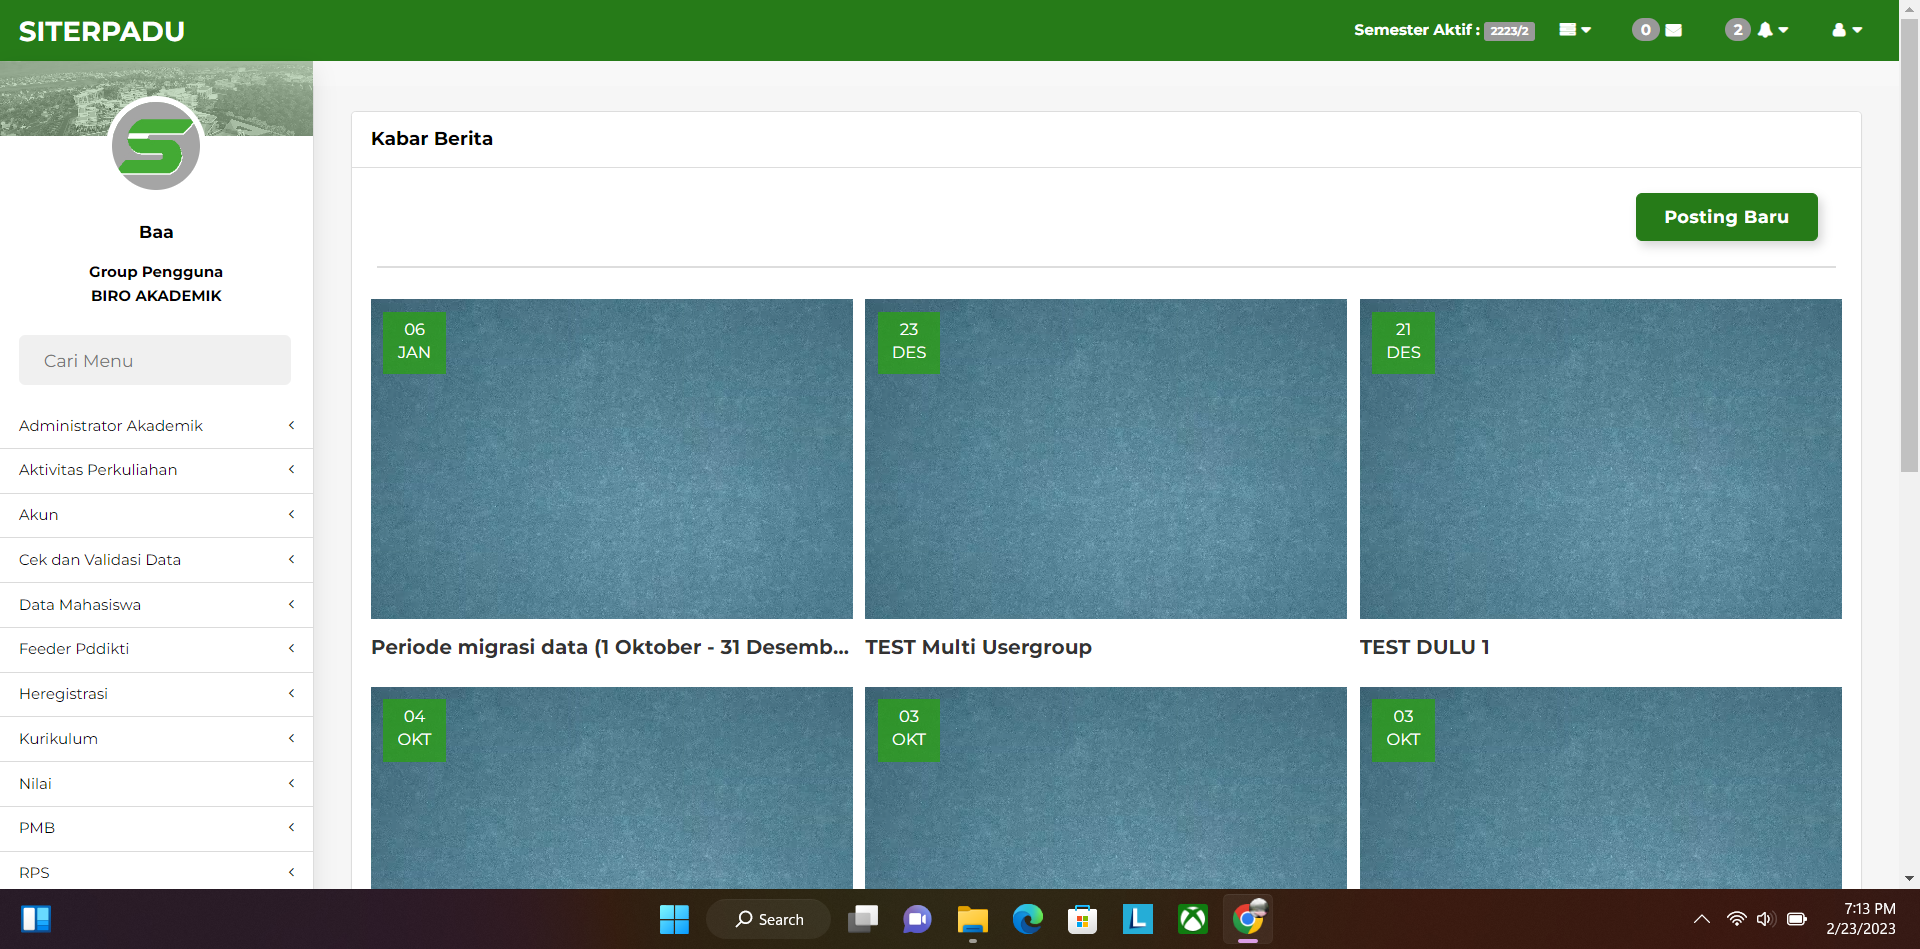 SITERPADU
Semester Aktif : 2223/2
0
2
Baa
Group Pengguna
BIRO AKADEMIK
Cari Menu
Administrator Akademik
Aktivitas Perkuliahan
Akun
Cek dan Validasi Data
Data Mahasiswa
Feeder Pddikti
Heregistrasi
Kurikulum
Nilai
PMB
RPS
Kabar Berita
Posting Baru
06
JAN
Periode migrasi data (1 Oktober - 31 Desemb...
23
DES
TEST Multi Usergroup
21
DES
TEST DULU 1
04
OKT
03
OKT
03
OKT
Search
7:13 PM
2/23/2023